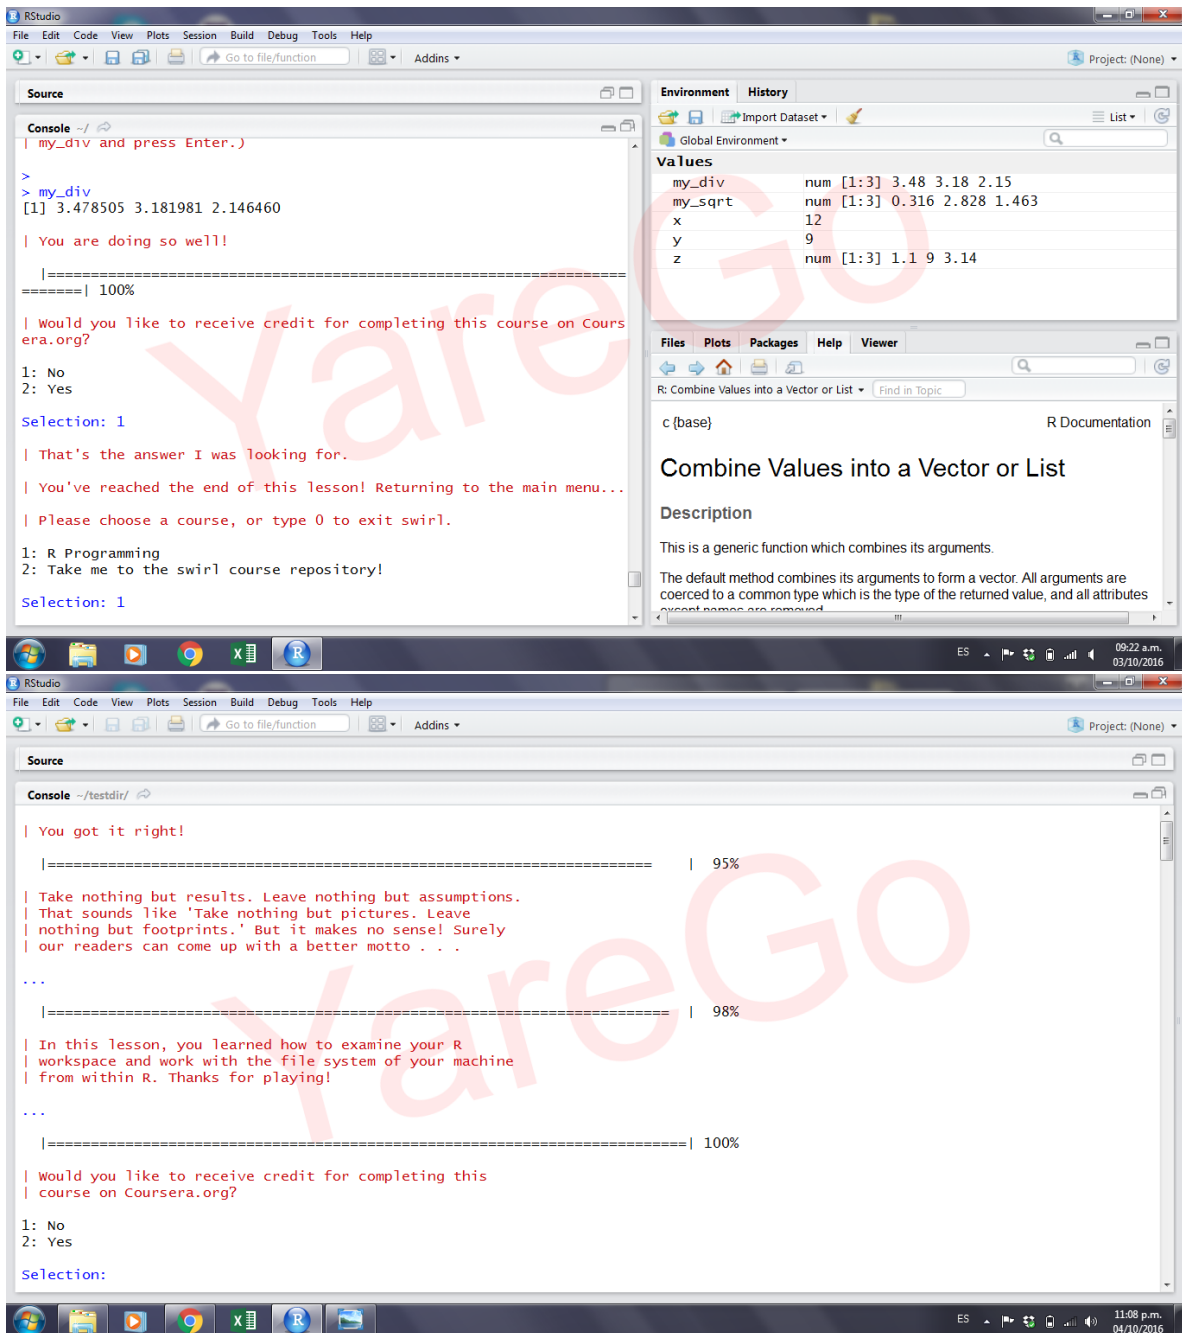 RStudio
File Edit Code View Plots Session Build Debug Tools Help
Go to file/function Addins Project: (None)
Source
Console ~/
| my_div and press Enter.)
>
> my_div
[1] 3.478505 3.181981 2.146460
| You are doing so well!
|===================================================================
=======| 100%
| Would you like to receive credit for completing this course on Cours
era.org?
1: No
2: Yes
Selection: 1
| That's the answer I was looking for.
| You've reached the end of this lesson! Returning to the main menu...
| Please choose a course, or type 0 to exit swirl.
1: R Programming
2: Take me to the swirl course repository!
Selection: 1
Environment History
Import Dataset List
Global Environment
Values
my_div num [1:3] 3.48 3.18 2.15
my_sqrt num [1:3] 0.316 2.828 1.463
x 12
y 9
z num [1:3] 1.1 9 3.14
Files Plots Packages Help Viewer
R: Combine Values into a Vector or List Find in Topic
c {base} R Documentation
Combine Values into a Vector or List
Description
This is a generic function which combines its arguments.
The default method combines its arguments to form a vector. All arguments are
coerced to a common type which is the type of the returned value, and all attributes
except names are removed
YareGo
ES 09:22 a.m.
03/10/2016
RStudio
File Edit Code View Plots Session Build Debug Tools Help
Go to file/function Addins Project: (None)
Source
Console ~/testdir/
| You got it right!
|====================================================================== | 95%
| Take nothing but results. Leave nothing but assumptions.
| That sounds like 'Take nothing but pictures. Leave
| nothing but footprints.' But it makes no sense! Surely
| our readers can come up with a better motto . . .
...
|======================================================================== | 98%
| In this lesson, you learned how to examine your R
| workspace and work with the file system of your machine
| from within R. Thanks for playing!
...
|==========================================================================| 100%
| Would you like to receive credit for completing this
| course on Coursera.org?
1: No
2: Yes
Selection:
YareGo
ES 11:08 p.m.
04/10/2016